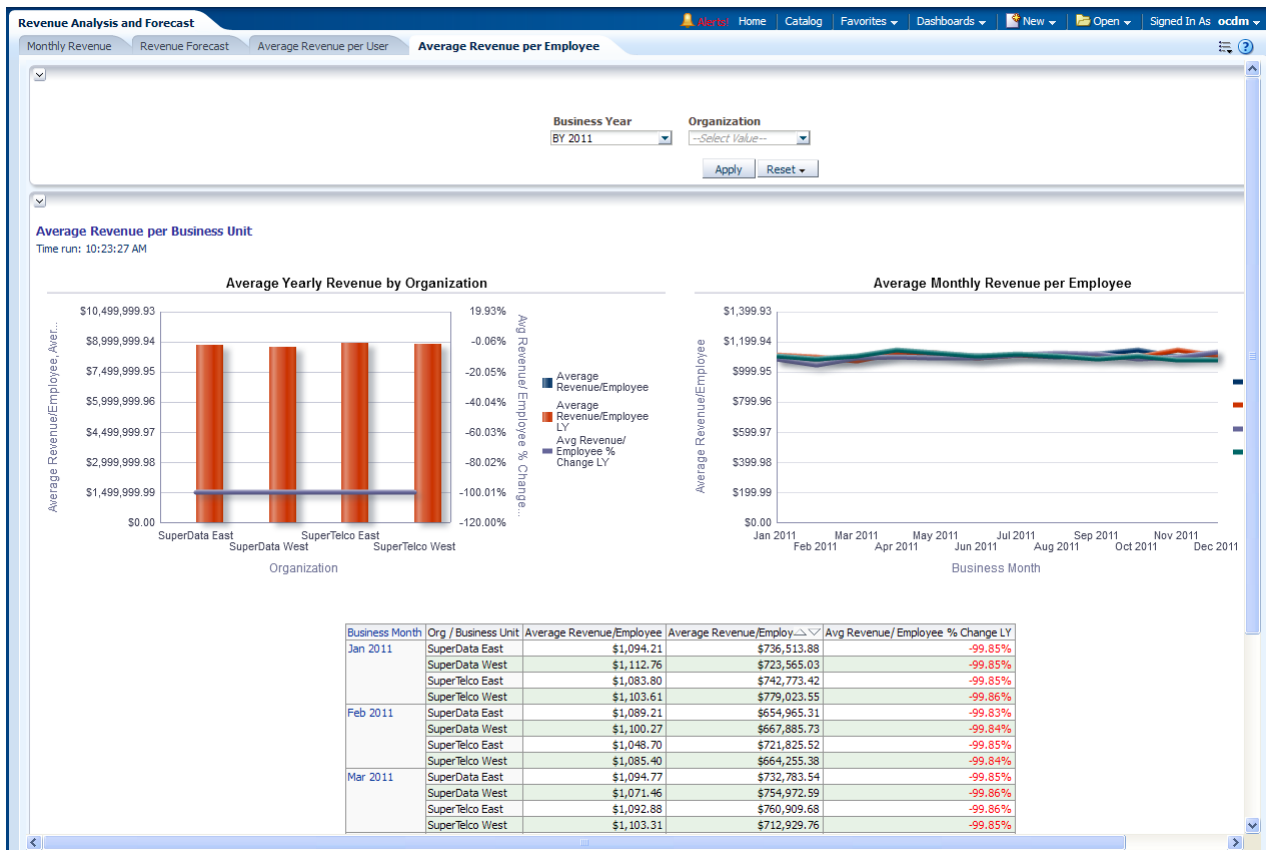 Revenue Analysis and Forecast
Alerts! Home Catalog Favorites Dashboards New Open Signed In As ocdm
Monthly Revenue Revenue Forecast Average Revenue per User Average Revenue per Employee
Business Year Organization
BY 2011 --Select Value--
Apply Reset
Average Revenue per Business Unit
Time run: 10:23:27 AM
Average Yearly Revenue by Organization
Average Revenue/Employee,Aver...
$10,499,999.93
$8,999,999.94
$7,499,999.95
$5,999,999.96
$4,499,999.97
$2,999,999.98
$1,499,999.99
$0.00
19.93%
-0.06%
-20.05%
-40.04%
-60.03%
-80.02%
-100.01%
-120.00%
Avg Revenue/ Employee % Change...
SuperData East SuperTelco East
SuperData West SuperTelco West
Organization
Average
Revenue/Employee
Average
Revenue/Employee
LY
Avg Revenue/
Employee %
Change LY
Average Monthly Revenue per Employee
Average Revenue/Employee
$1,399.93
$1,199.94
$999.95
$799.96
$599.97
$399.98
$199.99
$0.00
Jan 2011 Mar 2011 May 2011 Jul 2011 Sep 2011 Nov 2011
Feb 2011 Apr 2011 Jun 2011 Aug 2011 Oct 2011 Dec 2011
Business Month
Business Month Org / Business Unit Average Revenue/Employee Average Revenue/Employ Avg Revenue/ Employee % Change LY
Jan 2011 SuperData East $1,094.21 $736,513.88 -99.85%
SuperData West $1,112.76 $723,565.03 -99.85%
SuperTelco East $1,083.80 $742,773.42 -99.85%
SuperTelco West $1,103.61 $779,023.55 -99.86%
Feb 2011 SuperData East $1,089.21 $654,965.31 -99.83%
SuperData West $1,100.27 $667,885.73 -99.84%
SuperTelco East $1,048.70 $721,825.52 -99.85%
SuperTelco West $1,085.40 $664,255.38 -99.84%
Mar 2011 SuperData East $1,094.77 $732,783.54 -99.85%
SuperData West $1,071.46 $754,972.59 -99.86%
SuperTelco East $1,092.88 $760,909.68 -99.86%
SuperTelco West $1,103.31 $712,929.76 -99.85%